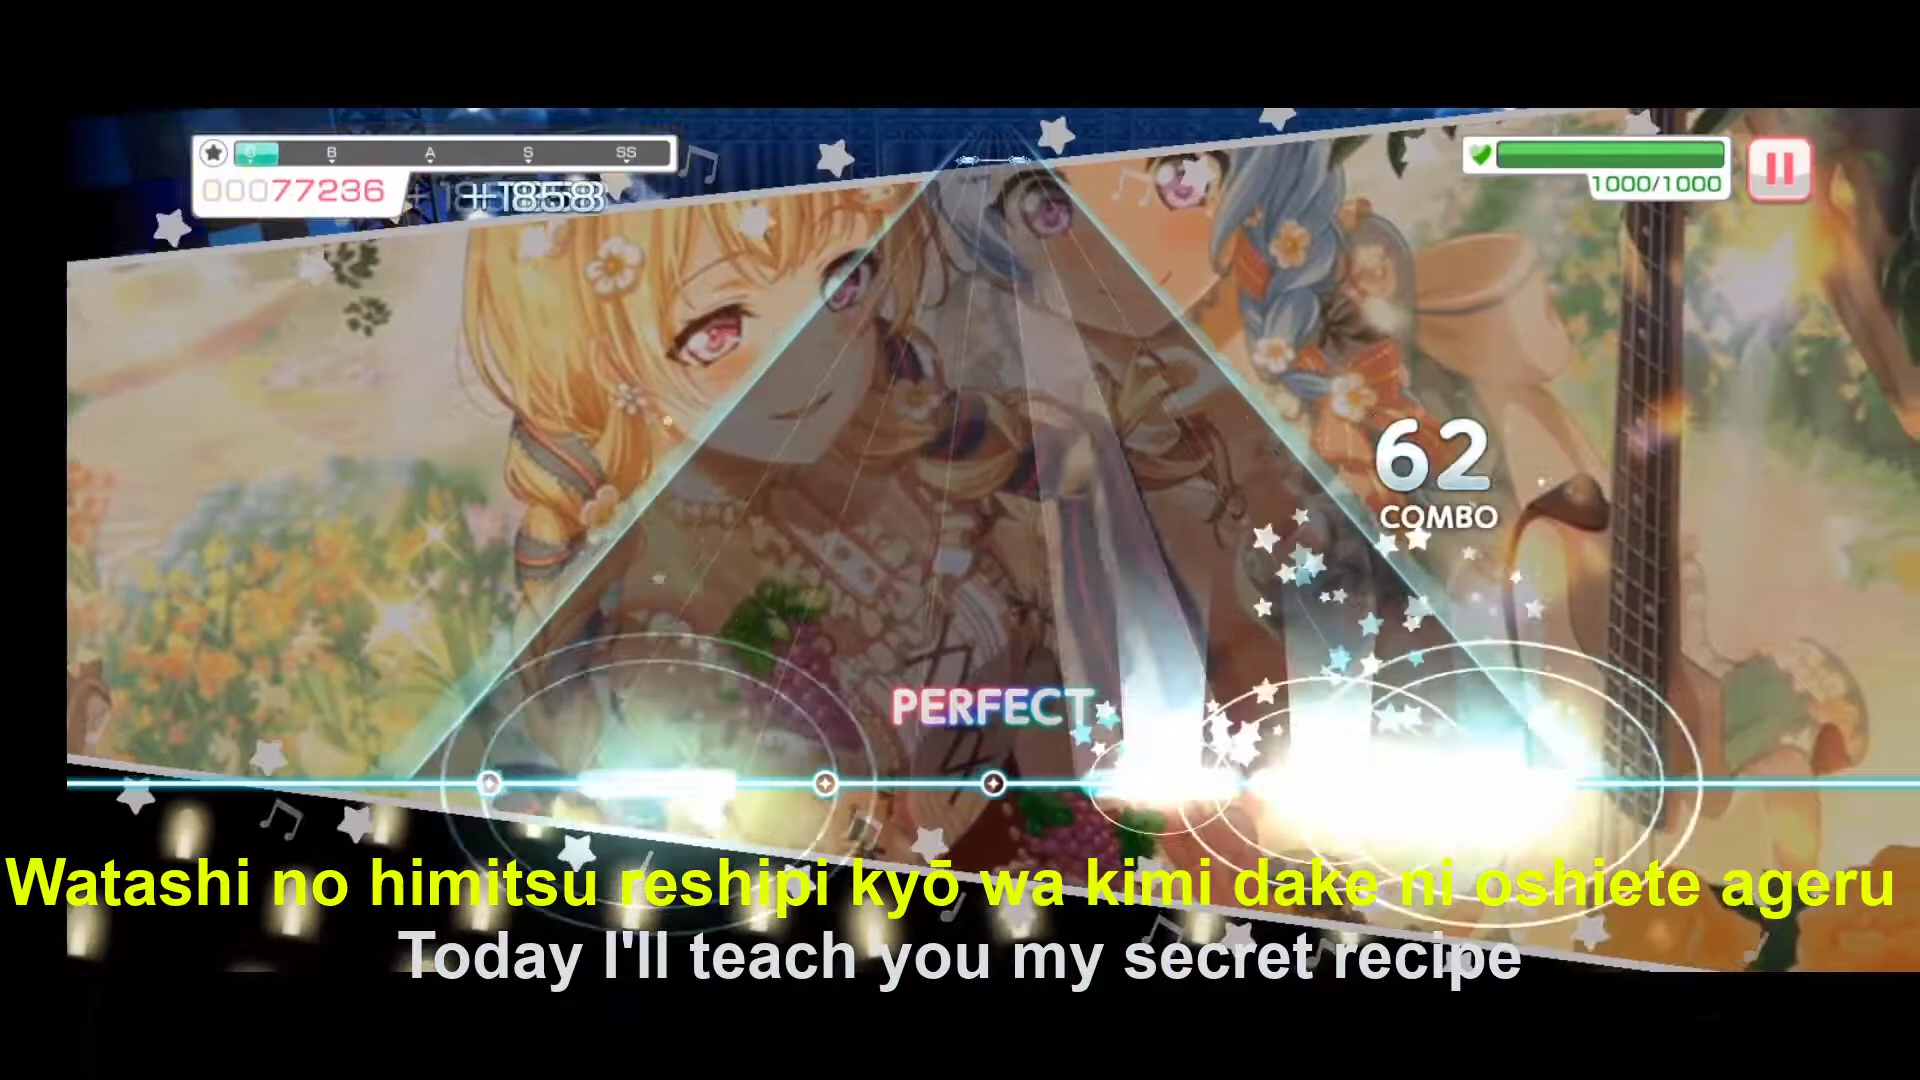 C B A S SS
00077236 +1858
1000/1000
62
COMBO
PERFECT
Watashi no himitsu reshipi kyō wa kimi dake ni oshiete ageru
Today I'll teach you my secret recipe